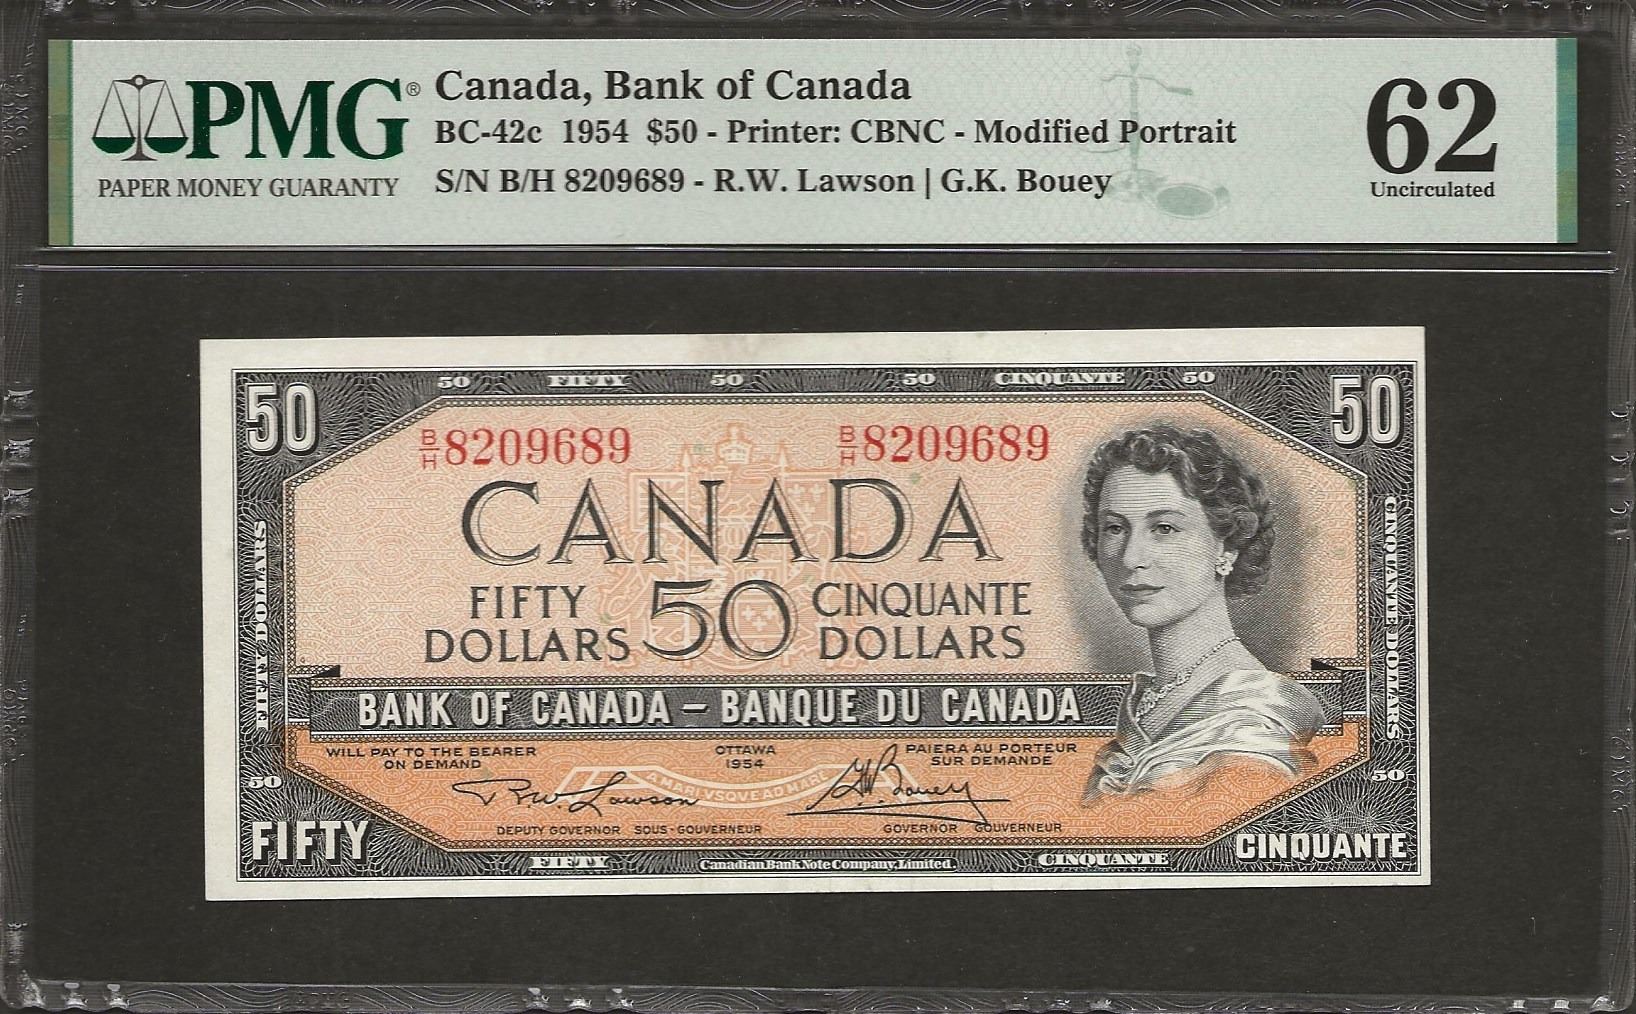 PMG®
PAPER MONEY GUARANTY
Canada, Bank of Canada
BC-42c 1954 $50 - Printer: CBNC - Modified Portrait
S/N B/H 8209689 - R.W. Lawson | G.K. Bouey
62
Uncirculated
50 FIFTY 50 50 CINQUANTE 50
50 50
B/H 8209689 B/H 8209689
CANADA
FIFTY DOLLARS 50 CINQUANTE DOLLARS
FIFTY DOLLARS
CINQUANTE DOLLARS
BANK OF CANADA – BANQUE DU CANADA
WILL PAY TO THE BEARER
ON DEMAND
OTTAWA
1954
PAIERA AU PORTEUR
SUR DEMANDE
A MARI VSQVE AD MARE
R.W. Lawson
G.K. Bouey
DEPUTY GOVERNOR SOUS-GOUVERNEUR
GOVERNOR GOUVERNEUR
50 50
FIFTY CINQUANTE
FIFTY Canadian Bank Note Company, Limited. CINQUANTE